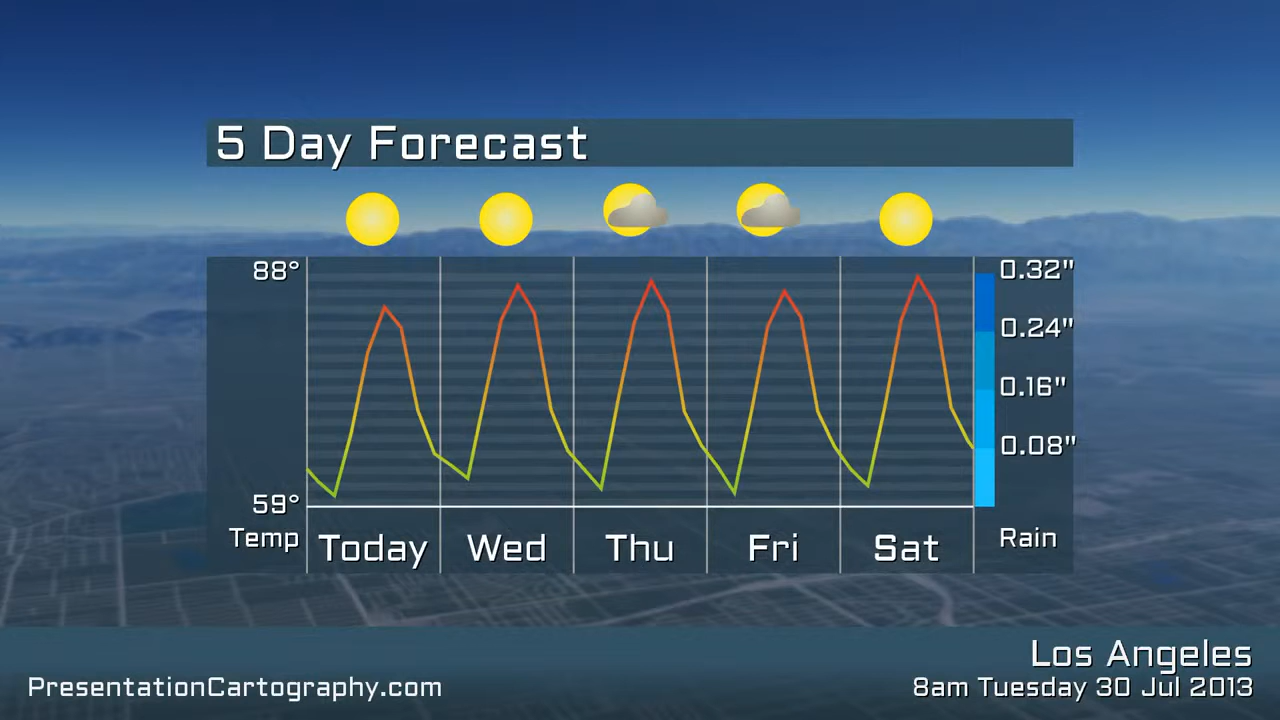 5 Day Forecast
88°
59°
Temp
Today
Wed
Thu
Fri
Sat
0.32"
0.24"
0.16"
0.08"
Rain
Los Angeles
8am Tuesday 30 Jul 2013
PresentationCartography.com